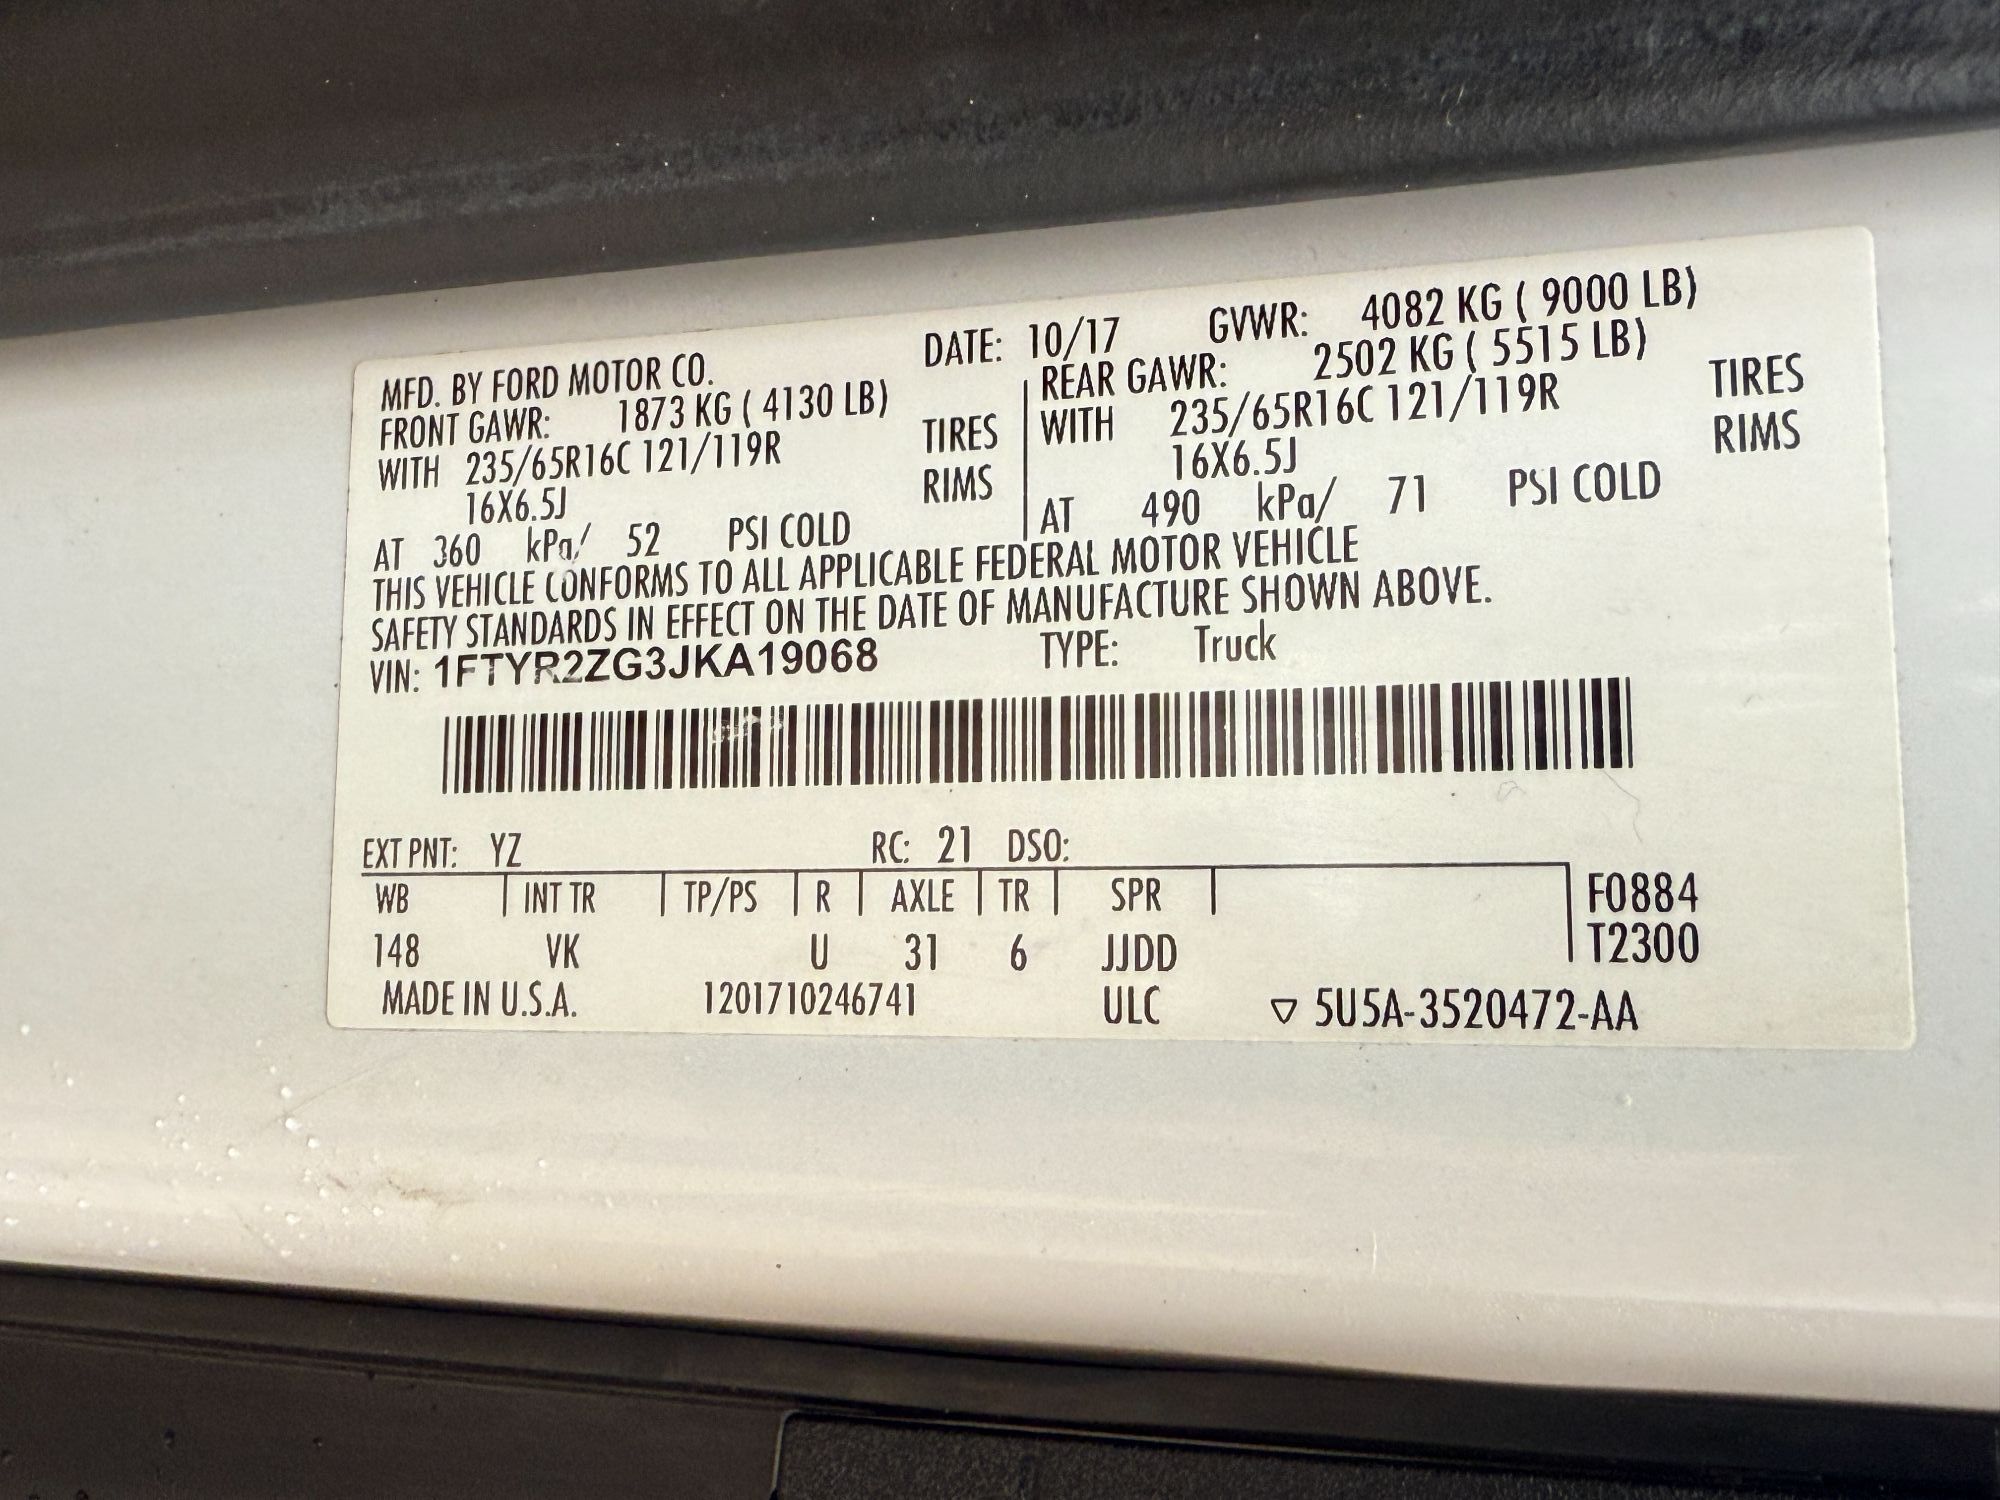 MFD. BY FORD MOTOR CO. DATE: 10/17 GVWR: 4082 KG ( 9000 LB)
FRONT GAWR: 1873 KG ( 4130 LB) REAR GAWR: 2502 KG ( 5515 LB)
WITH 235/65R16C 121/119R TIRES WITH 235/65R16C 121/119R TIRES
16X6.5J RIMS 16X6.5J RIMS
AT 360 kPa/ 52 PSI COLD AT 490 kPa/ 71 PSI COLD
THIS VEHICLE CONFORMS TO ALL APPLICABLE FEDERAL MOTOR VEHICLE
SAFETY STANDARDS IN EFFECT ON THE DATE OF MANUFACTURE SHOWN ABOVE.
VIN: 1FTYR2ZG3JKA19068 TYPE: Truck
EXT PNT: YZ RC: 21 DSO:
WB INT TR TP/PS R AXLE TR SPR F0884
148 VK U 31 6 JJDD T2300
MADE IN U.S.A. 1201710246741 ULC ▽ 5U5A-3520472-AA